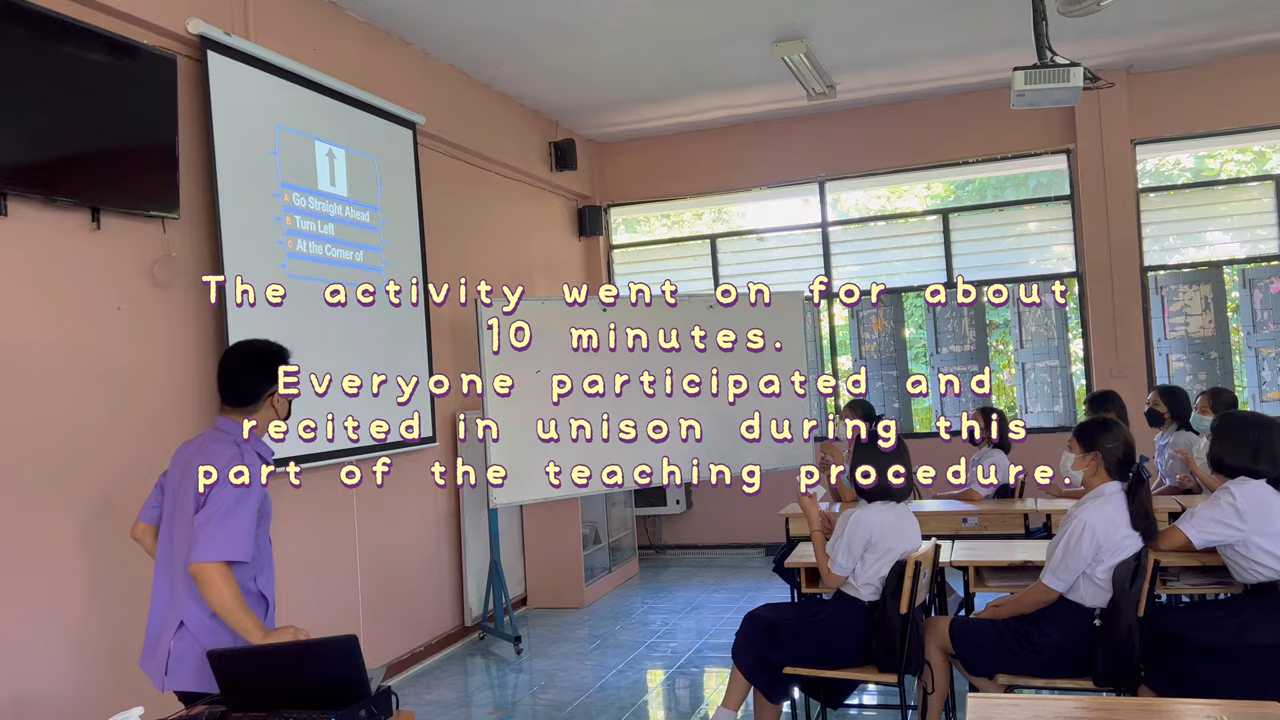 A Go Straight Ahead
B Turn Left
C At the Corner of
The activity went on for about
10 minutes.
Everyone participated and
recited in unison during this
part of the teaching procedure.